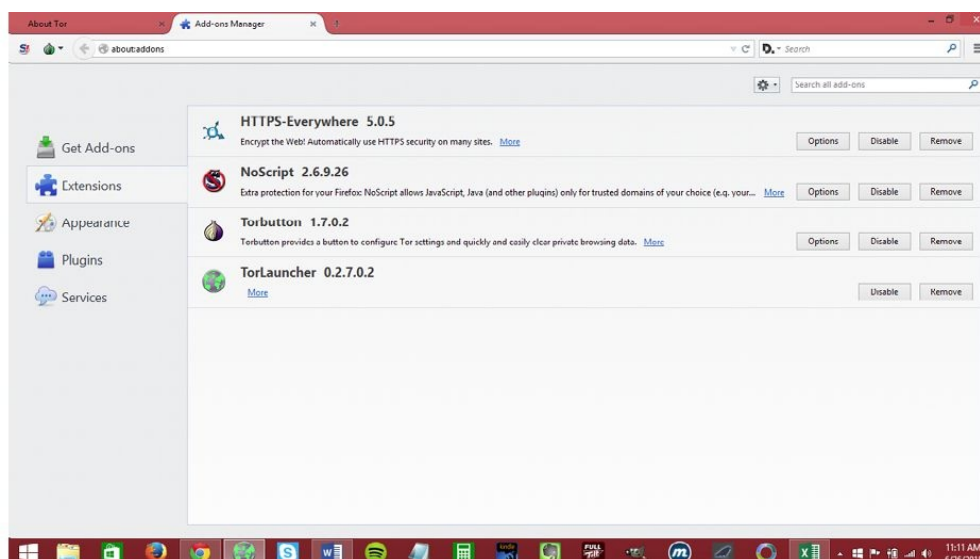 About Tor
Add-ons Manager
about:addons
Search
Search all add-ons
Get Add-ons
Extensions
Appearance
Plugins
Services
HTTPS-Everywhere 5.0.5
Encrypt the Web! Automatically use HTTPS security on many sites. More
Options Disable Remove
NoScript 2.6.9.26
Extra protection for your Firefox: NoScript allows JavaScript, Java (and other plugins) only for trusted domains of your choice (e.g. your... More
Options Disable Remove
Torbutton 1.7.0.2
Torbutton provides a button to configure Tor settings and quickly and easily clear private browsing data. More
Options Disable Remove
TorLauncher 0.2.7.0.2
More
Disable Remove
11:11 AM